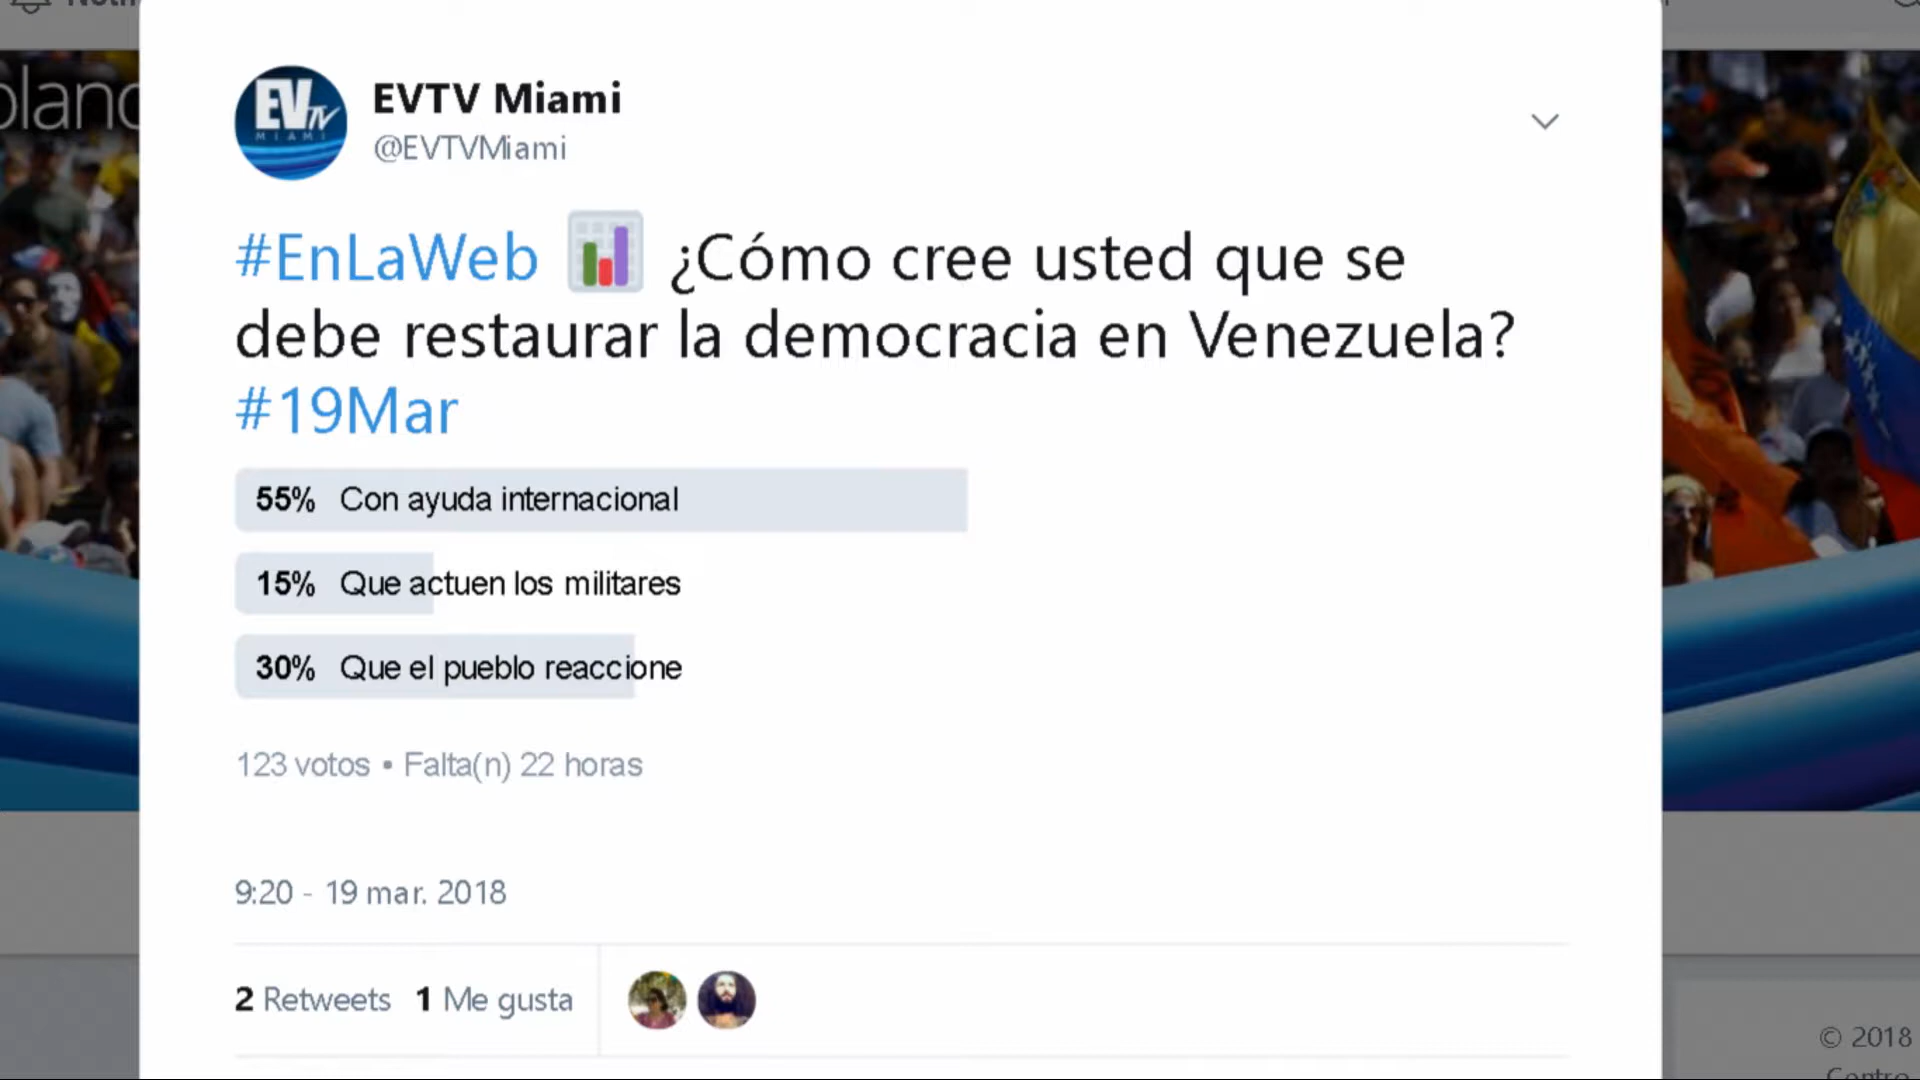 EVTV Miami
@EVTVMiami
EVTV
MIAMI
#EnLaWeb ¿Cómo cree usted que se
debe restaurar la democracia en Venezuela?
#19Mar
55% Con ayuda internacional
15% Que actuen los militares
30% Que el pueblo reaccione
123 votos • Falta(n) 22 horas
9:20 - 19 mar. 2018
2 Retweets 1 Me gusta
© 2018